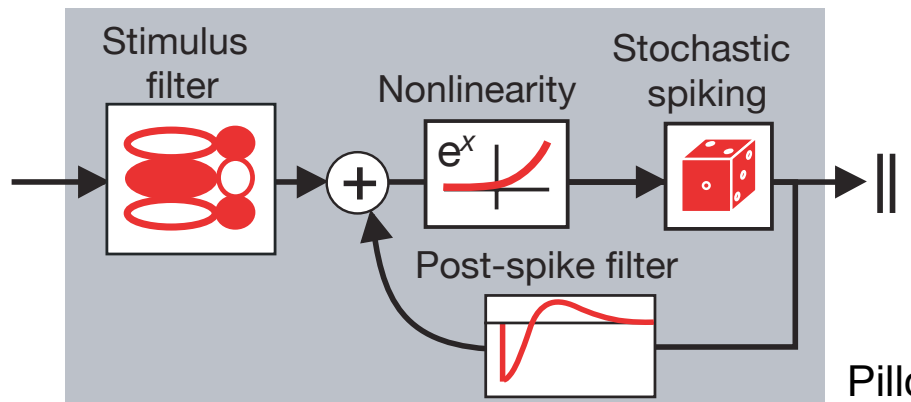 Stimulus
filter
Nonlinearity
Stochastic
spiking
+
e^x
Post-spike filter